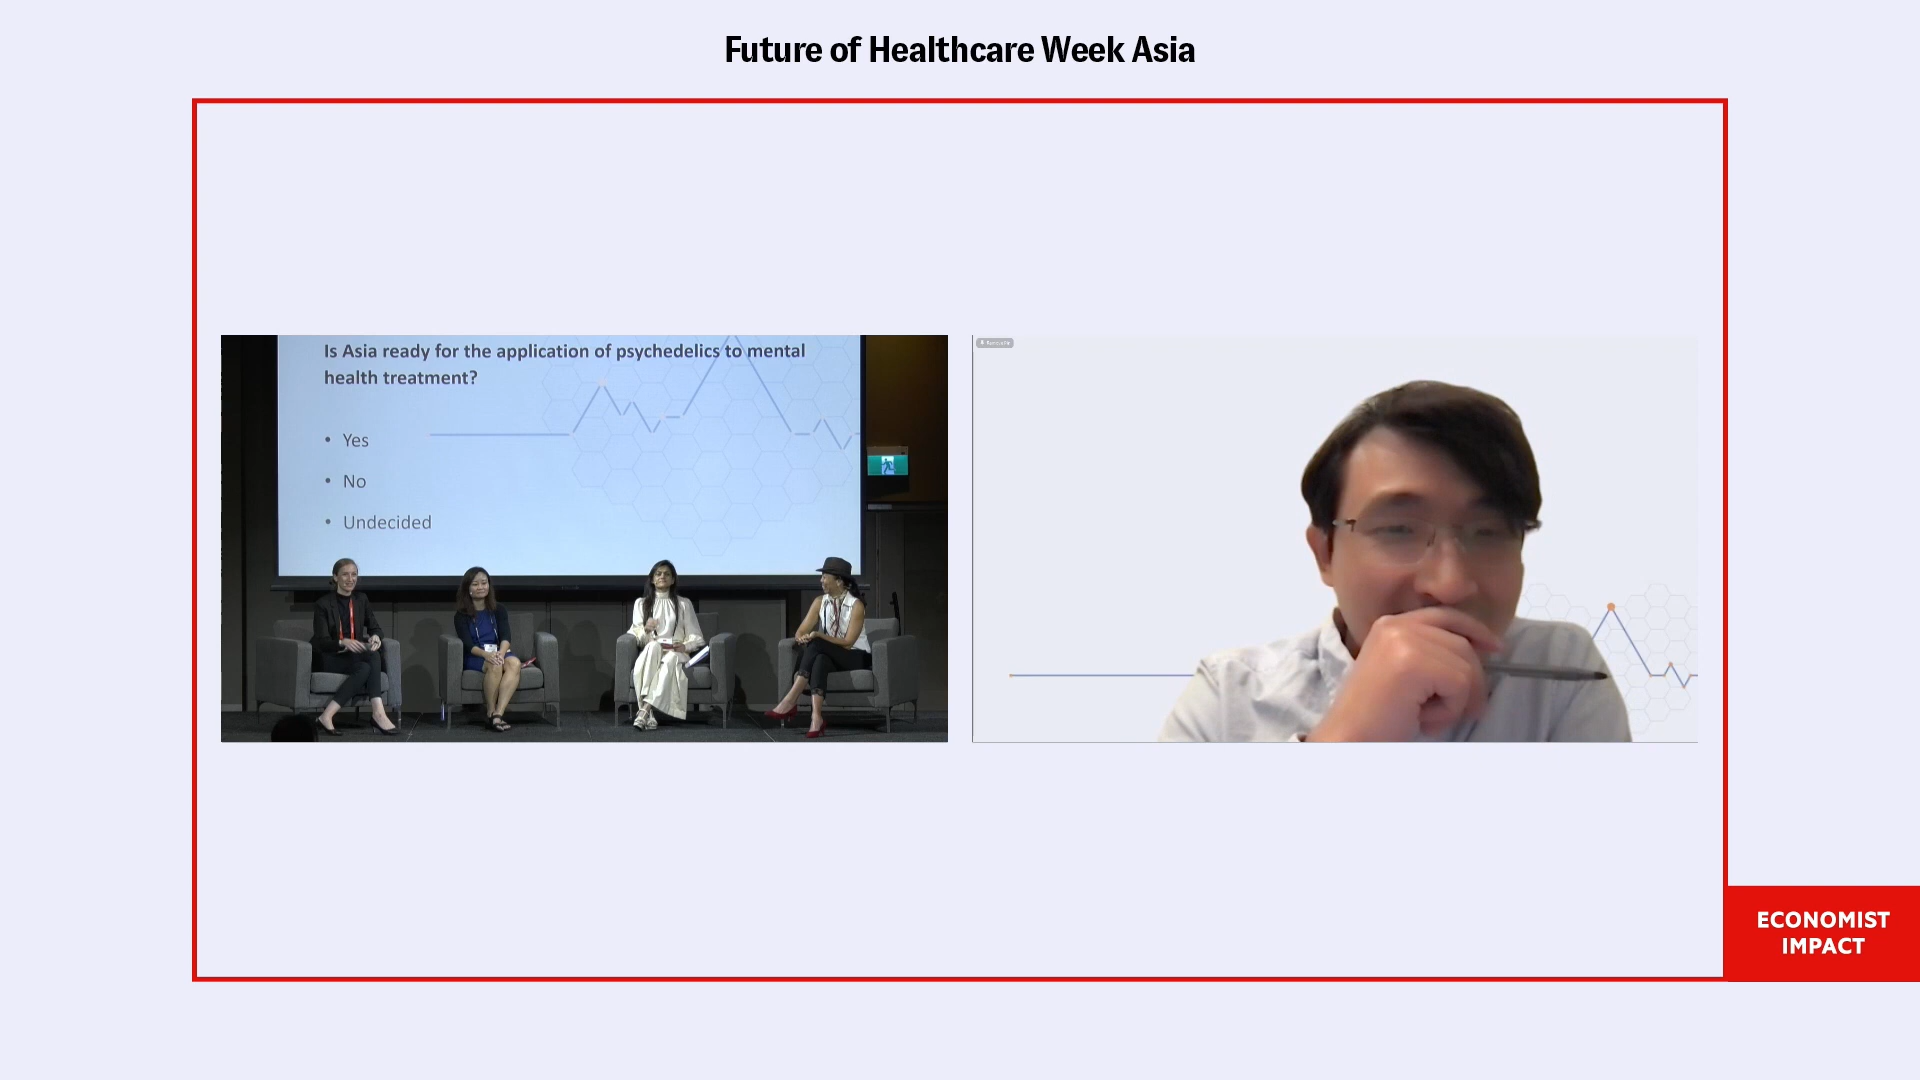 Future of Healthcare Week Asia
Is Asia ready for the application of psychedelics to mental
health treatment?
• Yes
• No
• Undecided
ECONOMIST
IMPACT